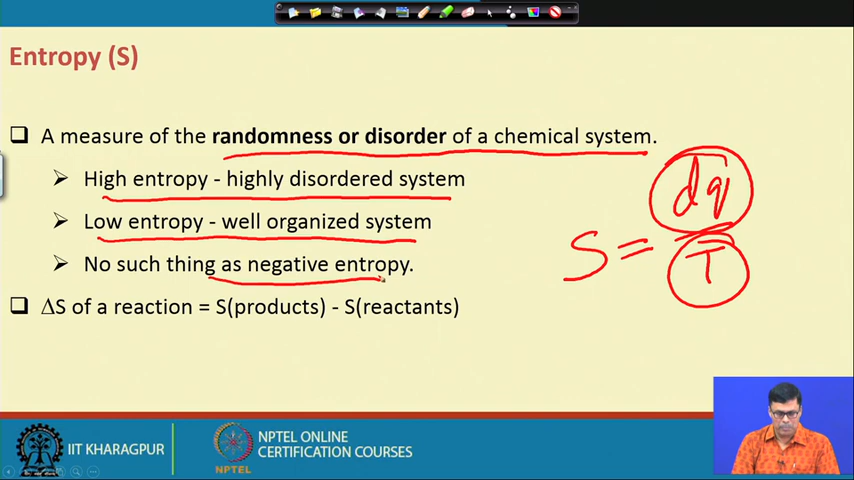 Entropy (S)
❑ A measure of the randomness or disorder of a chemical system.
➢ High entropy - highly disordered system
➢ Low entropy - well organized system
➢ No such thing as negative entropy.
❑ ΔS of a reaction = S(products) - S(reactants)
S = dq / T
IIT KHARAGPUR
NPTEL
NPTEL ONLINE
CERTIFICATION COURSES